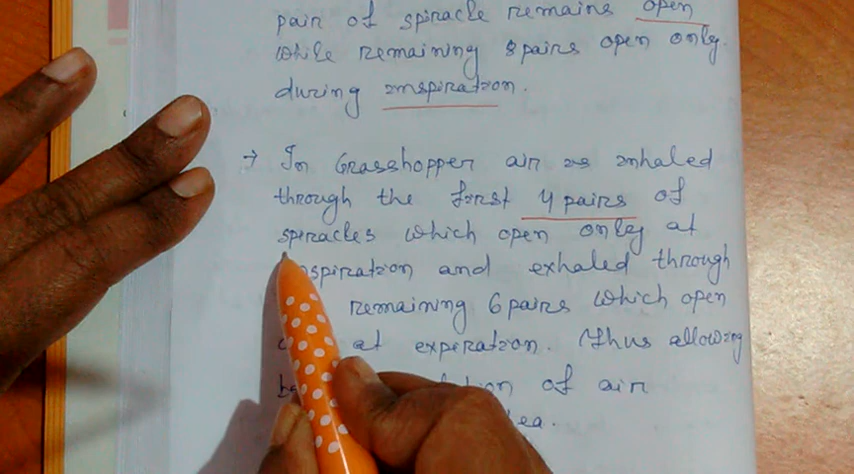 pair of spiracle remains open
while remaining 8 pairs open only
during inspiration.
→ In Grasshopper air is inhaled
through the first 4 pairs of
spiracles which open only at
nspiration and exhaled through
remaining 6 pairs which open
at expiration. Thus allowing
of air